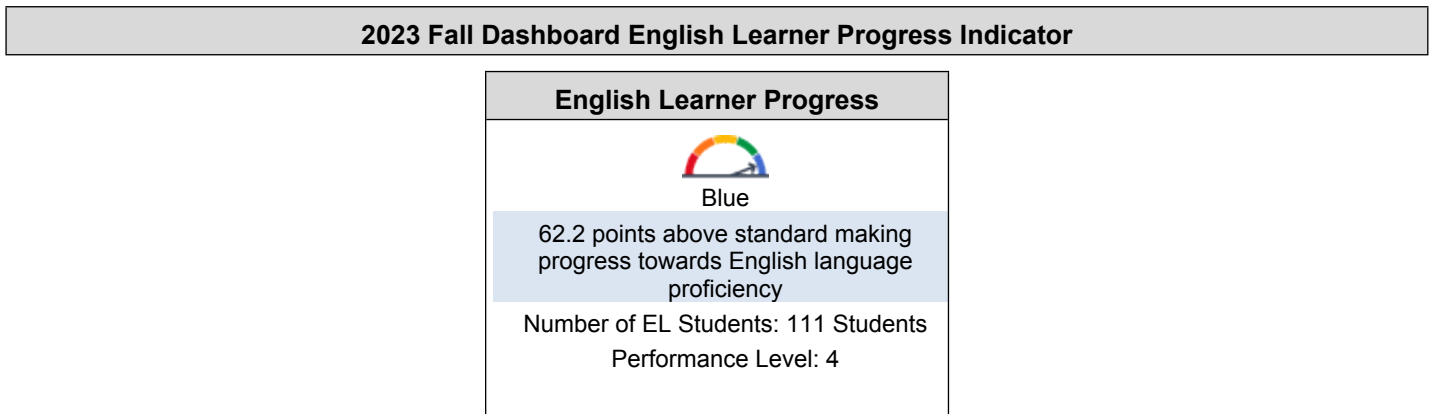 2023 Fall Dashboard English Learner Progress Indicator
English Learner Progress
Blue
62.2 points above standard making
progress towards English language
proficiency
Number of EL Students: 111 Students
Performance Level: 4